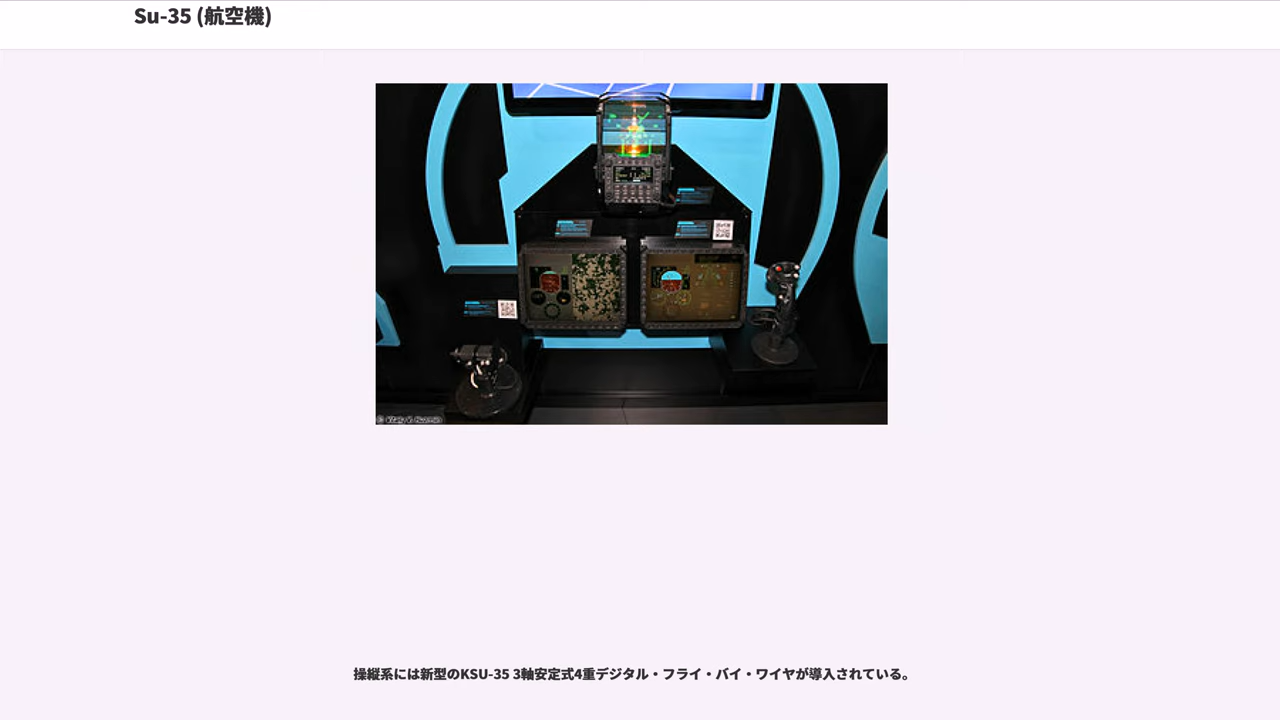 Su-35 (航空機)
操縦系には新型のKSU-35 3軸安定式4重デジタル・フライ・バイ・ワイヤが導入されている。